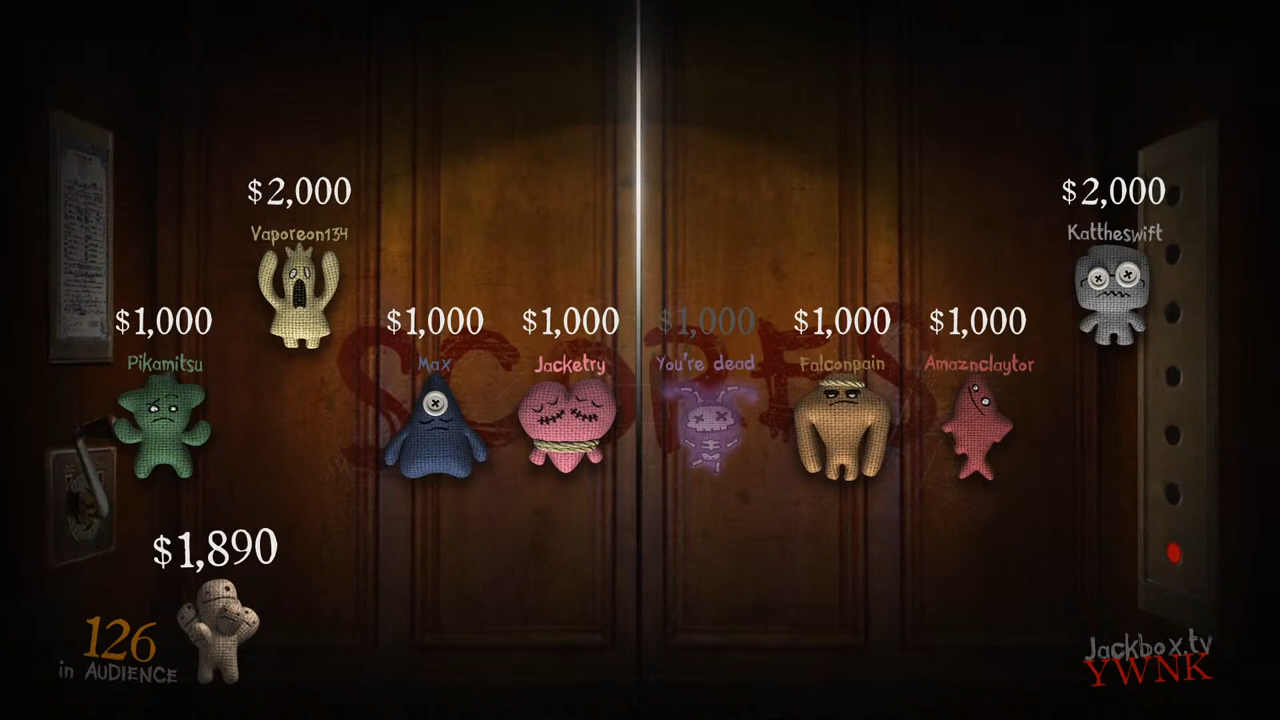 $2,000
Vaporeon134
$2,000
Kattheswift
$1,000
Pikamitsu
$1,000
Max
$1,000
Jacketry
$1,000
You're dead
$1,000
Falconpain
$1,000
Amaznclaytor
SCORES
$1,890
126
in AUDIENCE
Jackbox.tv
YWNK